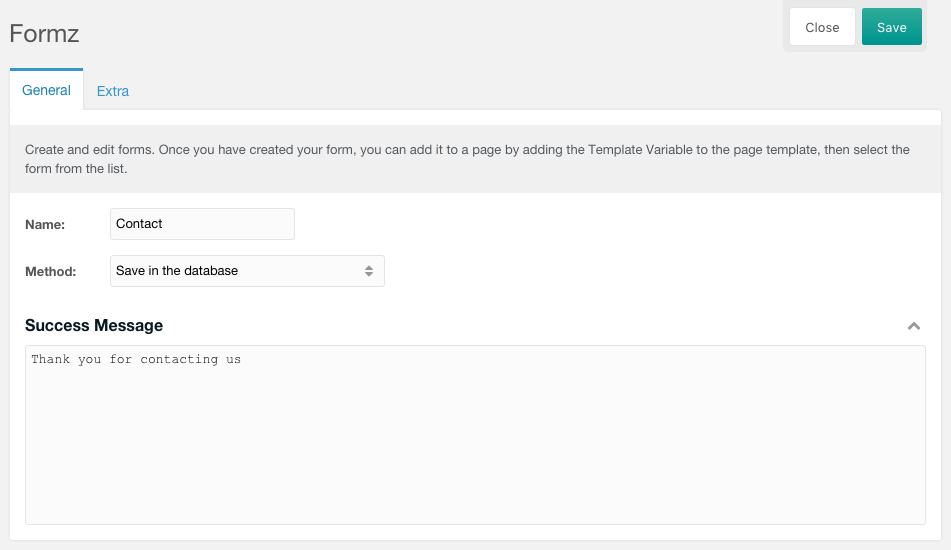 Formz
Close
Save
General
Extra
Create and edit forms. Once you have created your form, you can add it to a page by adding the Template Variable to the page template, then select the
form from the list.
Name:
Contact
Method:
Save in the database
Success Message
Thank you for contacting us